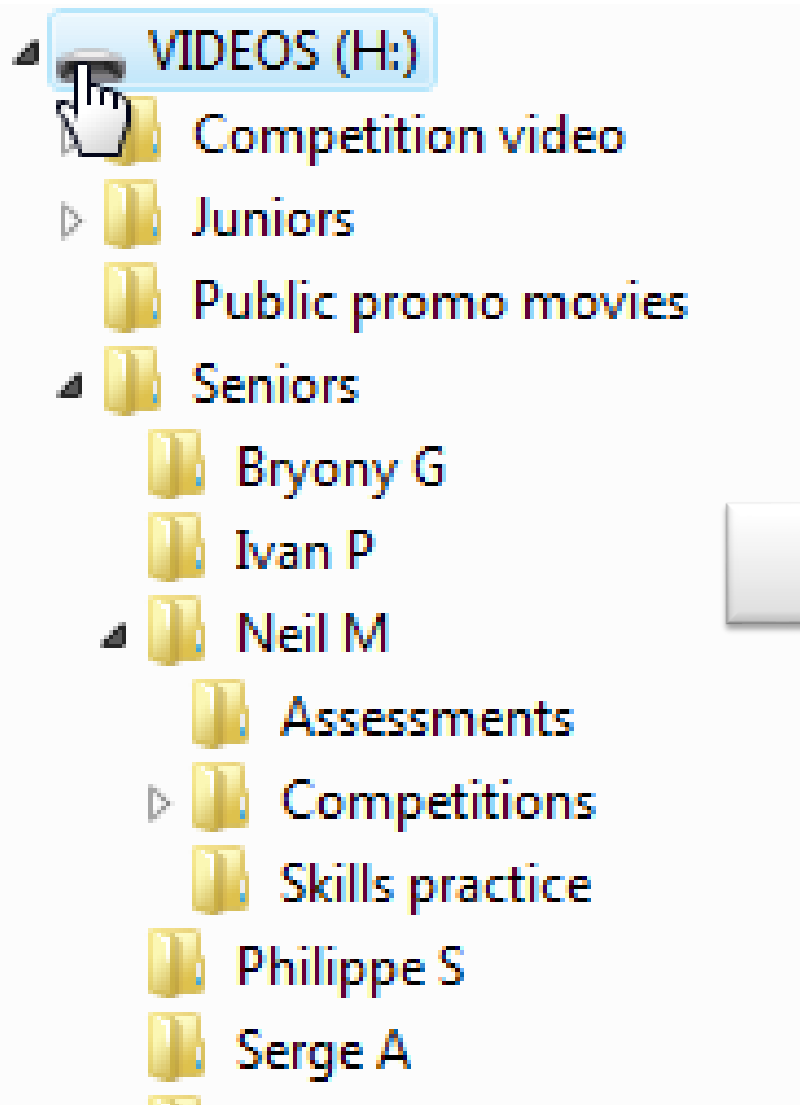 VIDEOS (H:)
Competition video
Juniors
Public promo movies
Seniors
Bryony G
Ivan P
Neil M
Assessments
Competitions
Skills practice
Philippe S
Serge A